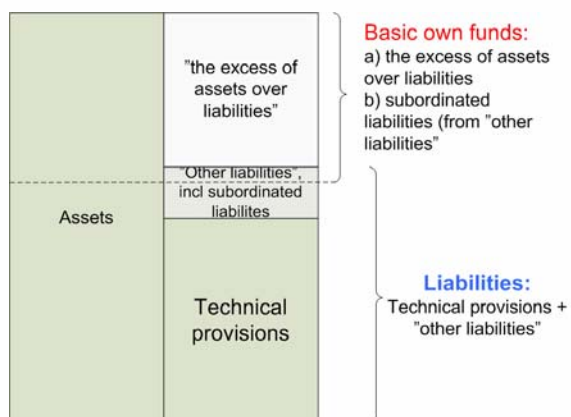 Assets
"the excess of
assets over
liabilities"
"Other liabilities",
incl subordinated
liabilites
Technical
provisions
Basic own funds:
a) the excess of assets
over liabilities
b) subordinated
liabilities (from "other
liabilities"
Liabilities:
Technical provisions +
"other liabilities"